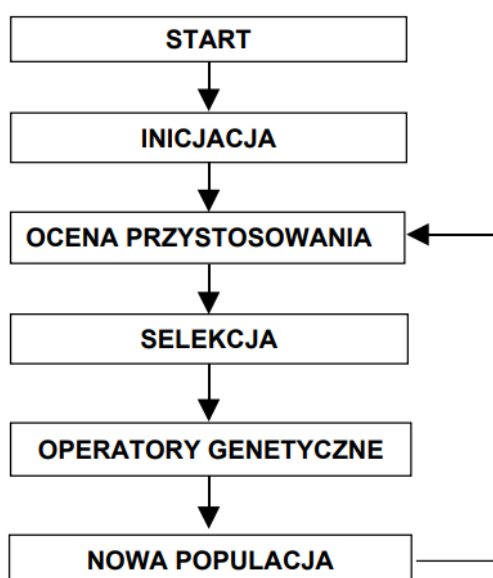 START
INICJACJA
OCENA PRZYSTOSOWANIA
SELEKCJA
OPERATORY GENETYCZNE
NOWA POPULACJA